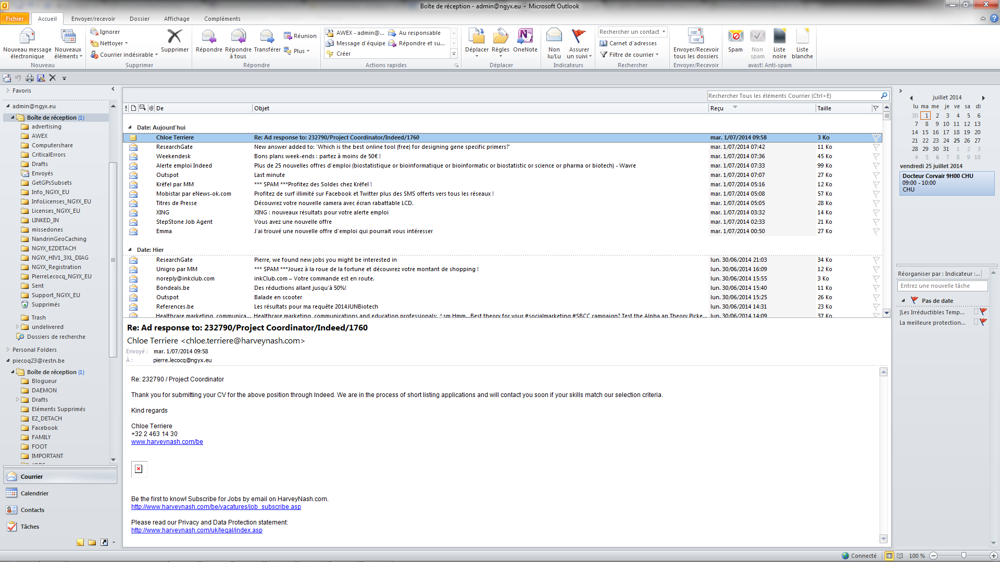 Boîte de réception - admin@ngyx.eu - Microsoft Outlook
Fichier Accueil Envoyer/recevoir Dossier Affichage Compléments
Nouveau message électronique
Nouveaux éléments
Nouveau
Ignorer
Nettoyer
Courrier indésirable
Supprimer
Supprimer
Répondre
Répondre à tous
Transférer
Réunion
Plus
Répondre
AWEX - admin@...
Au responsable
Message d'équipe
Répondre et su...
Créer
Actions rapides
Déplacer
Règles
OneNote
Déplacer
Non lu/Lu
Assurer un suivi
Indicateurs
Rechercher un contact
Carnet d'adresses
Filtre de courrier
Rechercher
Envoyer/Recevoir tous les dossiers
Envoyer/Recevoir
Spam
Non spam
Liste noire
Liste blanche
avast! Anti-spam
Favoris
admin@ngyx.eu
Boîte de réception (1)
advertising
AWEX
Computershare
CriticalErrors
Drafts
Envoyés
GetGPsSubsets
Info_NGYX_EU
InfoLicenses_NGYX_EU
Licenses_NGYX_EU
LINKED_IN
missedones
NandrinGeoCaching
NGYX_EZDETACH
NGYX_HIV1_3XL_DIAG
NGYX_Registration
PierreLecocq_NGYX_EU
Sent
Support_NGYX_EU
Supprimés
Trash
undelivered
Dossiers de recherche
Personal Folders
piecoq23@restn.be
Boîte de réception (1)
Blogueur
DAEMON
Drafts
Eléments Supprimés
EZ_DETACH
Facebook
FAMILY
FOOT
IMPORTANT
Courrier
Calendrier
Contacts
Tâches
Rechercher Tous les éléments Courrier (Ctrl+E)
De Objet Reçu Taille
Date: Aujourd'hui
Chloe Terriere Re: Ad response to: 232790/Project Coordinator/Indeed/1760 mar. 1/07/2014 09:58 3 Ko
ResearchGate New answer added to: 'Which is the best online tool (free) for designing gene specific primers?' mar. 1/07/2014 07:42 11 Ko
Weekendesk Bons plans week-ends : partez à moins de 50€ ! mar. 1/07/2014 07:36 45 Ko
Alerte emploi Indeed Plus de 25 nouvelles offres d'emploi (biostatistique or bioinformatique or bioinformatic or biostatistic or science or pharma or biotech) - Wavre mar. 1/07/2014 07:33 99 Ko
Outspot Last minute mar. 1/07/2014 07:07 27 Ko
Krëfel par MM *** SPAM ***Profitez des Soldes chez Krëfel ! mar. 1/07/2014 05:16 12 Ko
Mobistar par eNews-ok.com Profitez de surf illimité sur Facebook et Twitter plus des SMS offerts vers tous les réseaux ! mar. 1/07/2014 05:08 57 Ko
Titres de Presse Découvrez votre nouvelle camera avec écran rabattable LCD. mar. 1/07/2014 05:05 28 Ko
XING XING : nouveaux résultats pour votre alerte emploi mar. 1/07/2014 03:32 14 Ko
StepStone Job Agent Vous avez une nouvelle offre mar. 1/07/2014 02:33 21 Ko
Emma J'ai trouvé une nouvelle offre d'emploi qui pourrait vous intéresser mar. 1/07/2014 00:50 27 Ko
Date: Hier
ResearchGate Pierre, we found new jobs you might be interested in lun. 30/06/2014 21:03 34 Ko
Unigro par MM *** SPAM ***Jouez à la roue de la fortune et découvrez votre montant de shopping ! lun. 30/06/2014 16:09 12 Ko
noreply@inkclub.com inkClub.com – Votre commande est en route. lun. 30/06/2014 15:55 3 Ko
Bondeals.be Des réductions allant jusqu'à 50%! lun. 30/06/2014 15:40 11 Ko
Outspot Balade en scooter lun. 30/06/2014 15:25 26 Ko
References.be Les résultats pour ma requête 2014JUNBiotech lun. 30/06/2014 14:31 23 Ko
Healthcare marketing, communica... Healthcare marketing, communications and education professionals: ^sm Hmm...Best theory for your #socialmarketing #SBCC campaign? Test the Alpha ap Theory Picke... lun. 30/06/2014 14:09 37 Ko
Re: Ad response to: 232790/Project Coordinator/Indeed/1760
Chloe Terriere <chloe.terriere@harveynash.com>
Envoyé : mar. 1/07/2014 09:58
À : pierre.lecocq@ngyx.eu
Re: 232790 / Project Coordinator
Thank you for submitting your CV for the above position through Indeed. We are in the process of short listing applications and will contact you soon if your skills match our selection criteria.
Kind regards
Chloe Terriere
+32 2 463 14 30
www.harveynash.com/be
Be the first to know! Subscribe for Jobs by email on HarveyNash.com.
http://www.harveynash.com/be/vacatures/job_subscribe.asp
Please read our Privacy and Data Protection statement:
http://www.harveynash.com/uk/legal/index.asp
juillet 2014
lu ma me je ve sa di
30 1 2 3 4 5 6
7 8 9 10 11 12 13
14 15 16 17 18 19 20
21 22 23 24 25 26 27
28 29 30 31 1 2 3
4 5 6 7 8 9 10
vendredi 25 juillet 2014
Docteur Corvair 9H00 CHU
09:00 - 10:00
CHU
Réorganiser par : Indicateur :...
Entrez une nouvelle tâche
Pas de date
[Les Irréductibles Temp...
La meilleure protection...
Connecté 100 %